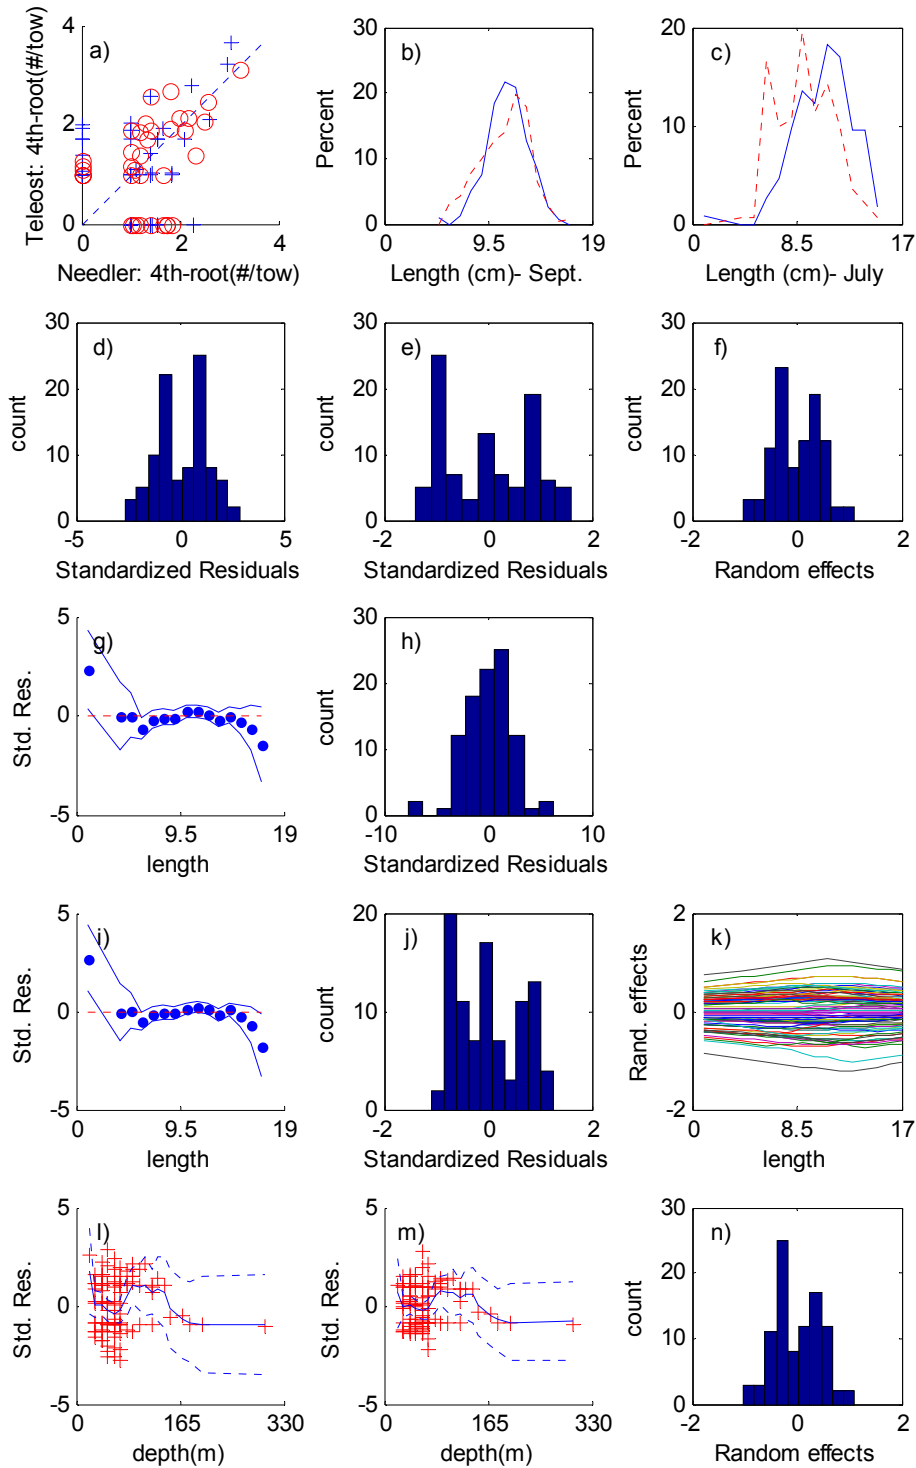 a)
Teleost: 4th-root(#/tow)
4
2
0
0 2 4
Needler: 4th-root(#/tow)
b)
Percent
30
20
10
0
0 9.5 19
Length (cm)- Sept.
c)
Percent
20
15
10
5
0
0 8.5 17
Length (cm)- July
d)
count
30
20
10
0
-5 0 5
Standardized Residuals
e)
count
30
20
10
0
-2 0 2
Standardized Residuals
f)
count
30
20
10
0
-2 0 2
Random effects
g)
Std. Res.
5
0
-5
0 9.5 19
length
h)
count
30
20
10
0
-10 0 10
Standardized Residuals
i)
Std. Res.
5
0
-5
0 9.5 19
length
j)
count
20
10
0
-2 0 2
Standardized Residuals
k)
Rand. effects
2
0
-2
0 8.5 17
length
l)
Std. Res.
5
0
-5
0 165 330
depth(m)
m)
Std. Res.
5
0
-5
0 165 330
depth(m)
n)
count
30
20
10
0
-2 0 2
Random effects